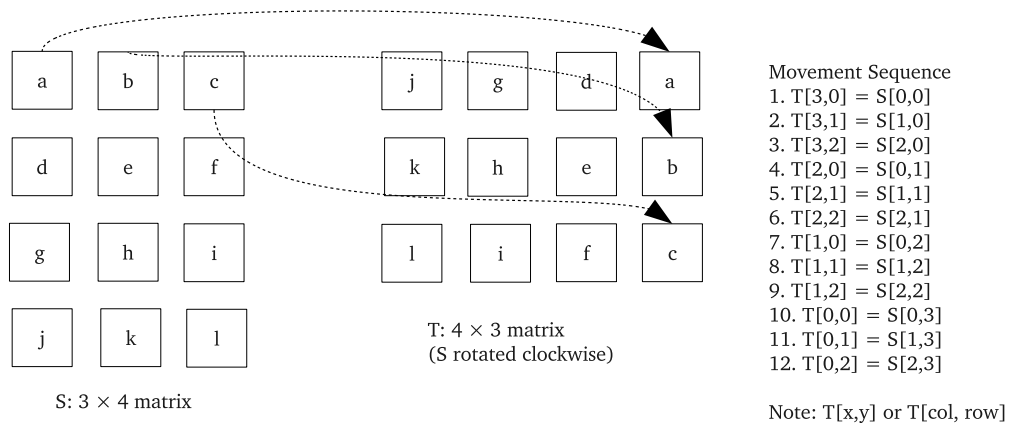 a b c
d e f
g h i
j k l
S: 3 × 4 matrix
j g d a
k h e b
l i f c
T: 4 × 3 matrix
(S rotated clockwise)
Movement Sequence
1. T[3,0] = S[0,0]
2. T[3,1] = S[1,0]
3. T[3,2] = S[2,0]
4. T[2,0] = S[0,1]
5. T[2,1] = S[1,1]
6. T[2,2] = S[2,1]
7. T[1,0] = S[0,2]
8. T[1,1] = S[1,2]
9. T[1,2] = S[2,2]
10. T[0,0] = S[0,3]
11. T[0,1] = S[1,3]
12. T[0,2] = S[2,3]
Note: T[x,y] or T[col, row]